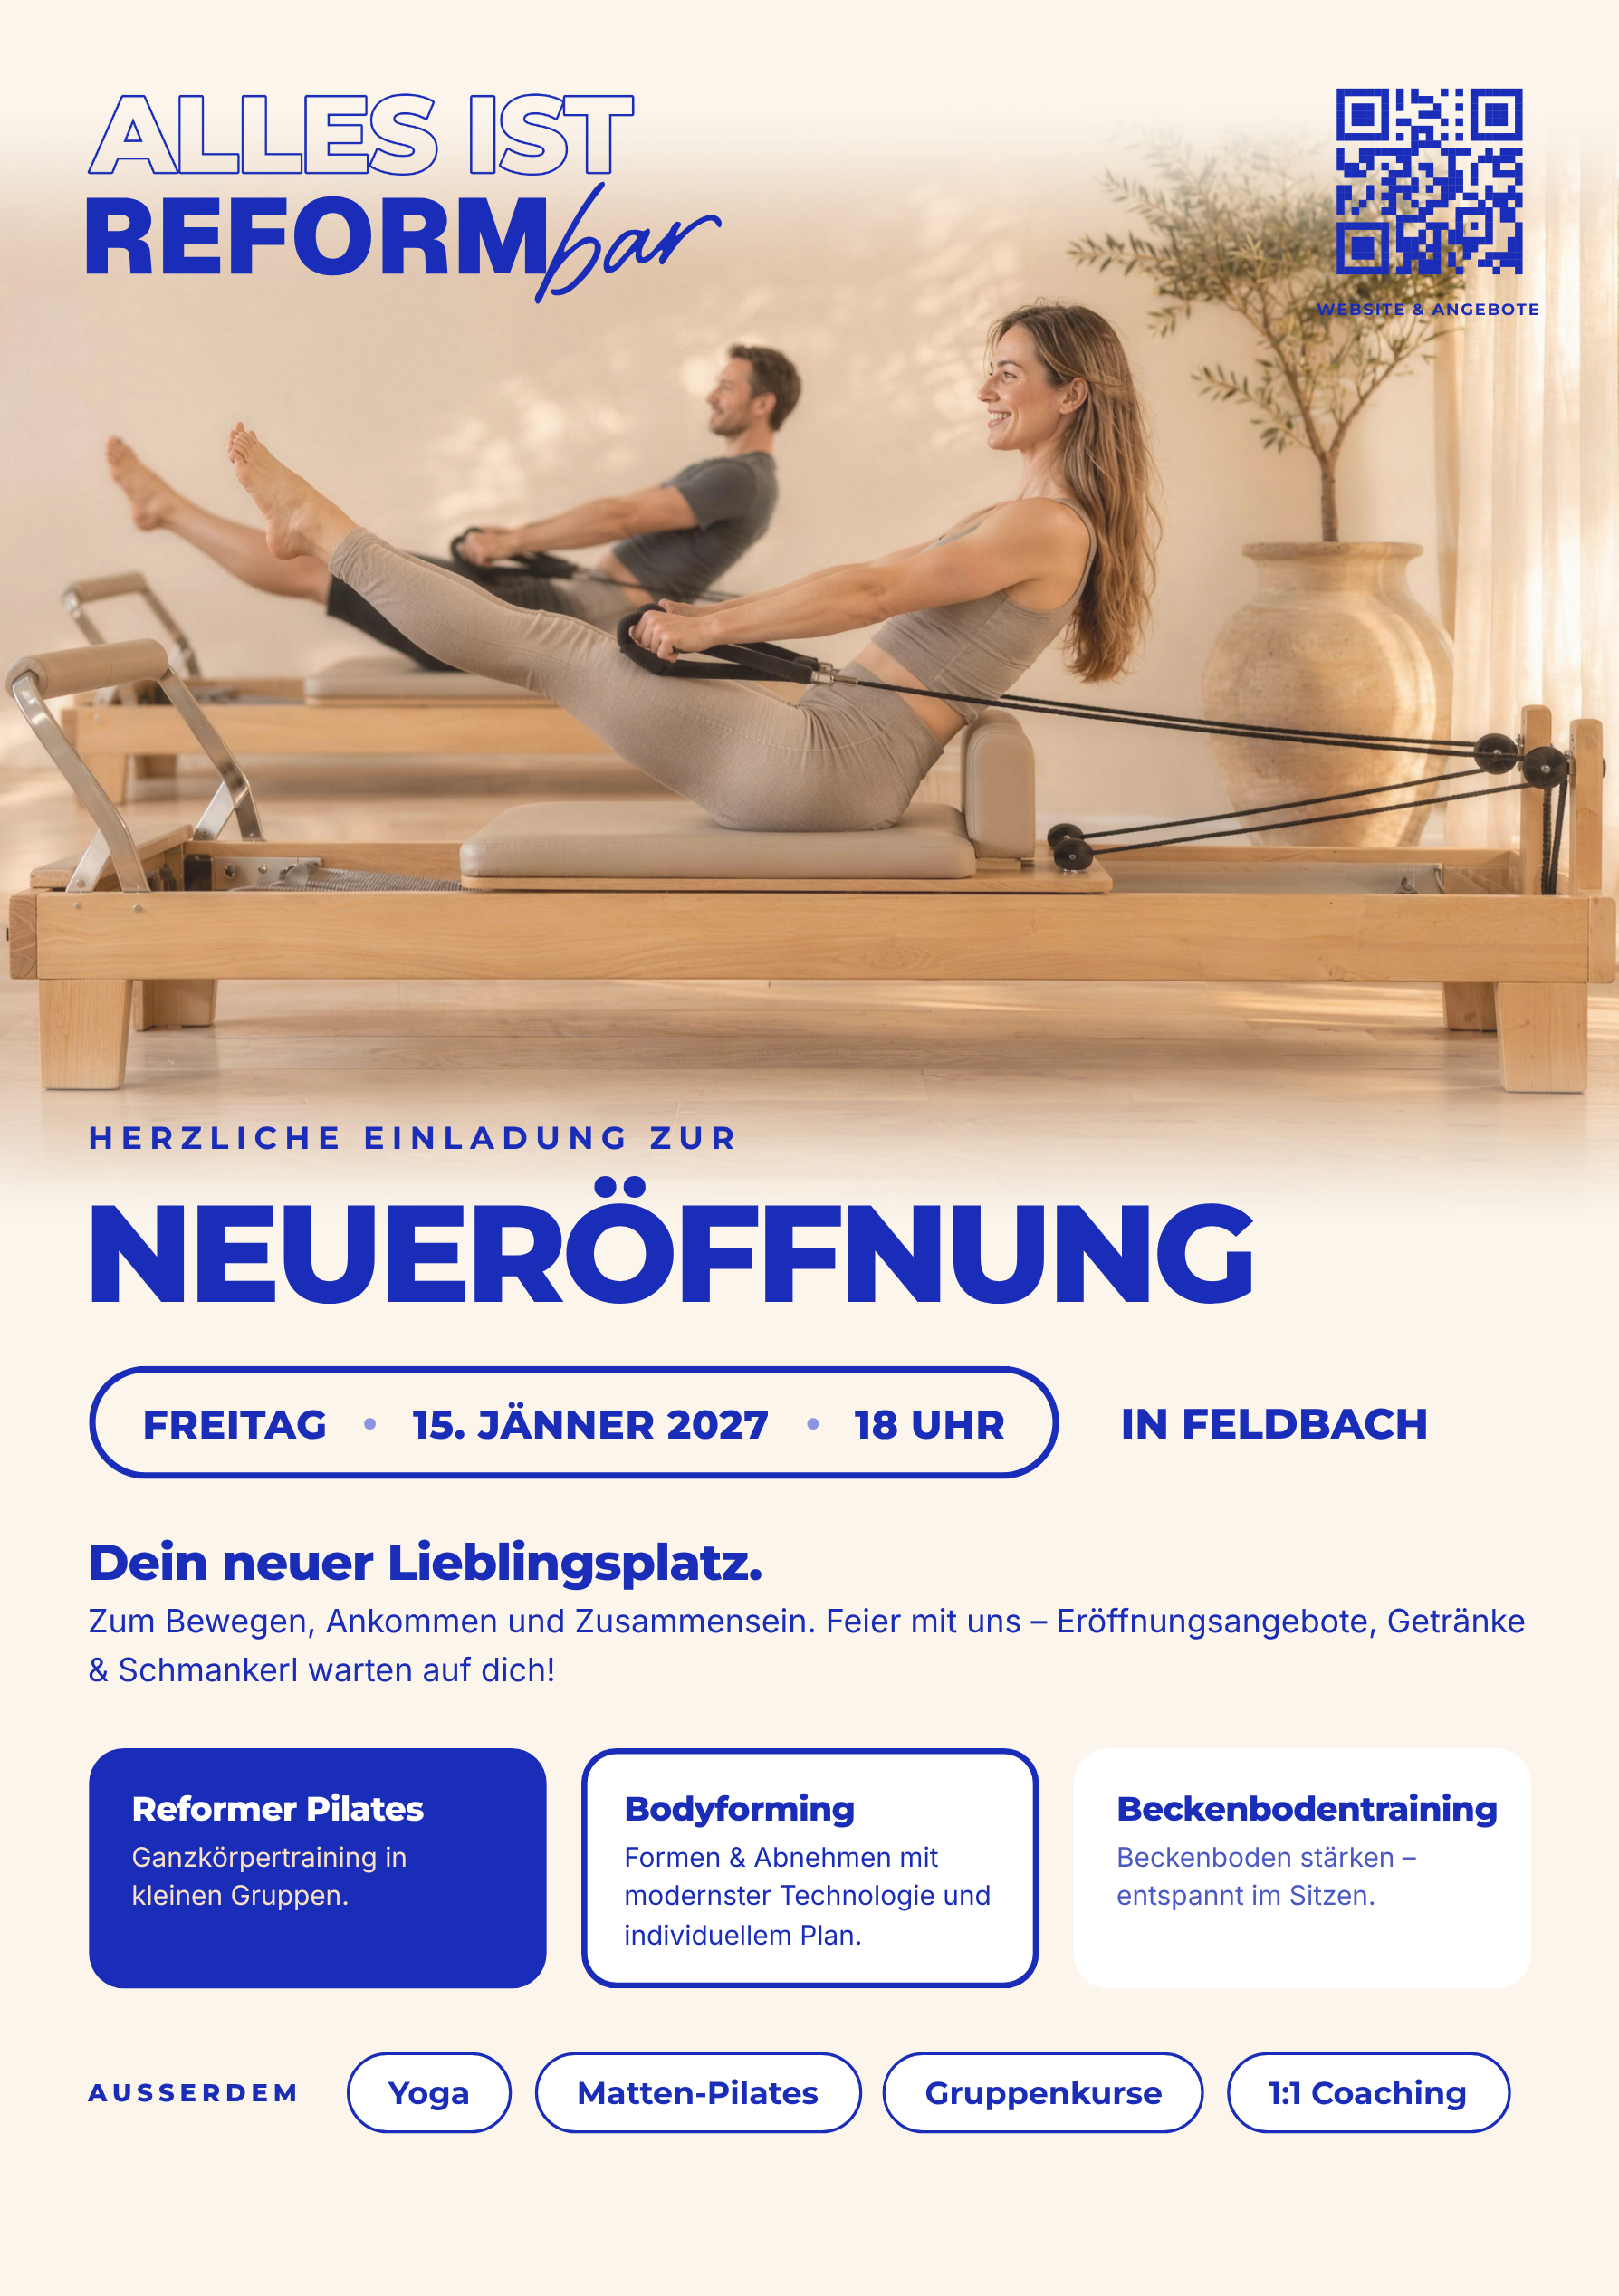 ALLES IST
REFORMbar
WEBSITE & ANGEBOTE
HERZLICHE EINLADUNG ZUR
NEUERÖFFNUNG
FREITAG • 15. JÄNNER 2027 • 18 UHR
IN FELDBACH
Dein neuer Lieblingsplatz.
Zum Bewegen, Ankommen und Zusammensein. Feier mit uns – Eröffnungsangebote, Getränke
& Schmankerl warten auf dich!
Reformer Pilates
Ganzkörpertraining in
kleinen Gruppen.
Bodyforming
Formen & Abnehmen mit
modernster Technologie und
individuellem Plan.
Beckenbodentraining
Beckenboden stärken –
entspannt im Sitzen.
AUSSERDEM
Yoga
Matten-Pilates
Gruppenkurse
1:1 Coaching